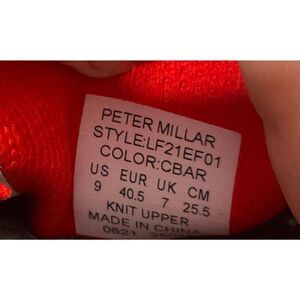 PETER MILLAR
STYLE:LF21EF01
COLOR:CBAR
US EUR UK CM
9 40.5 7 25.5
KNIT UPPER
MADE IN CHINA
0621